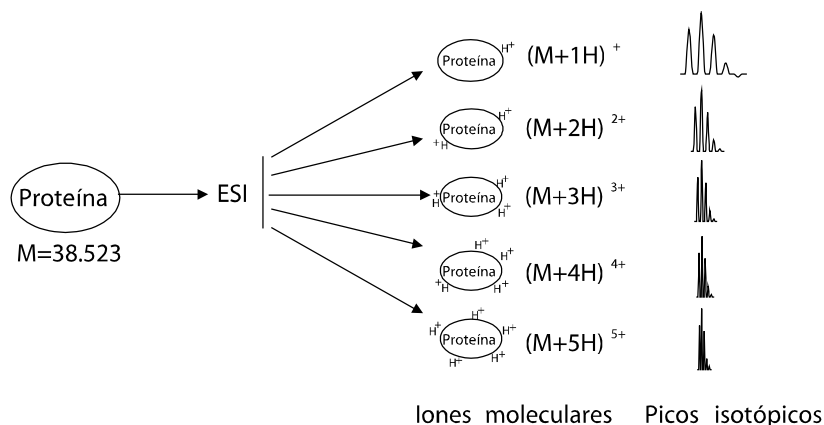 Proteína
M=38.523
ESI
Proteína H+ (M+1H) +
Proteína H+ +H (M+2H) 2+
Proteína H+ H+ +H (M+3H) 3+
Proteína H+ H+ H+ +H (M+4H) 4+
Proteína H+ H+ H+ H+ H+ (M+5H) 5+
Iones moleculares Picos isotópicos